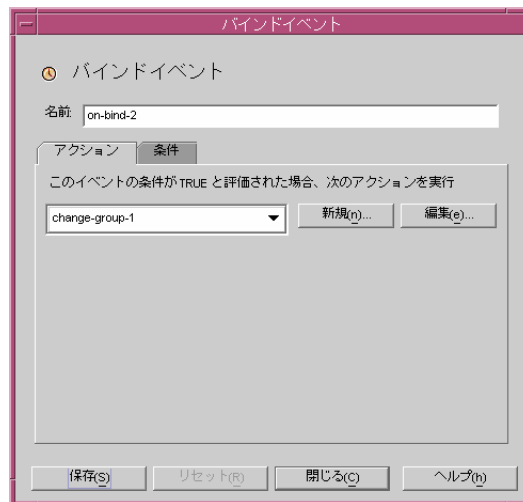 バインドイベント
バインドイベント
名前: on-bind-2
アクション 条件
このイベントの条件が TRUE と評価された場合、次のアクションを実行
change-group-1 新規(n)... 編集(e)...
保存(S) リセット(R) 閉じる(C) ヘルプ(h)